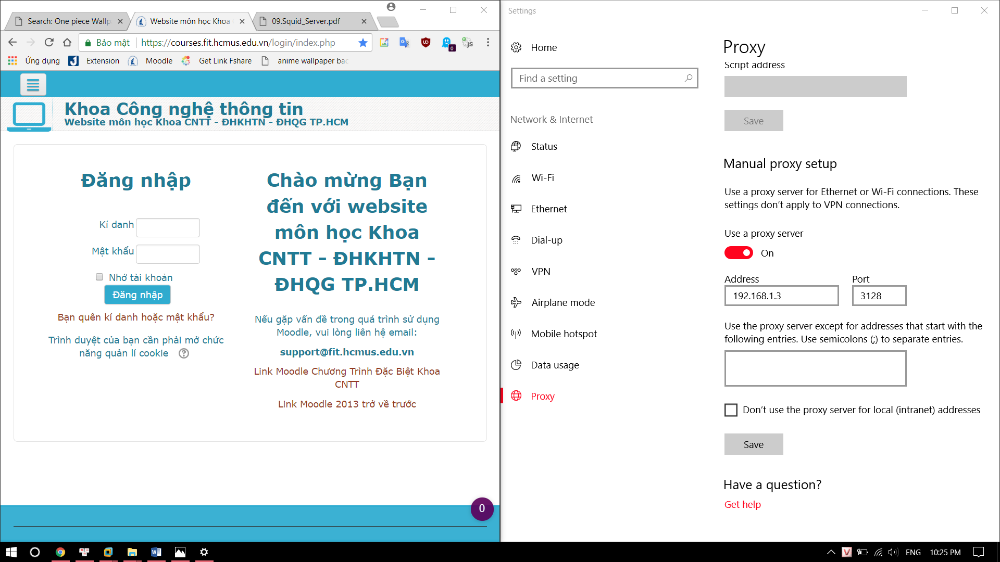 Search: One piece Wallp
Website môn học Khoa
09.Squid_Server.pdf
Bảo mật
https://courses.fit.hcmus.edu.vn/login/index.php
0
JS
Ứng dụng
Extension
Moodle
Get Link Fshare
anime wallpaper bac
Khoa Công nghệ thông tin
Website môn học Khoa CNTT - ĐHKHTN - ĐHQG TP.HCM
Đăng nhập
Kí danh
Mật khẩu
Nhớ tài khoản
Đăng nhập
Bạn quên kí danh hoặc mật khẩu?
Trình duyệt của bạn cần phải mở chức
năng quản lí cookie
Chào mừng Bạn
đến với website
môn học Khoa
CNTT - ĐHKHTN -
ĐHQG TP.HCM
Nếu gặp vấn đề trong quá trình sử dụng
Moodle, vui lòng liên hệ email:
support@fit.hcmus.edu.vn
Link Moodle Chương Trình Đặc Biệt Khoa
CNTT
Link Moodle 2013 trở về trước
0
Settings
Home
Find a setting
Network & Internet
Status
Wi-Fi
Ethernet
Dial-up
VPN
Airplane mode
Mobile hotspot
Data usage
Proxy
Proxy
Script address
Save
Manual proxy setup
Use a proxy server for Ethernet or Wi-Fi connections. These
settings don't apply to VPN connections.
Use a proxy server
On
Address
Port
192.168.1.3
3128
Use the proxy server except for addresses that start with the
following entries. Use semicolons (;) to separate entries.
Don't use the proxy server for local (intranet) addresses
Save
Have a question?
Get help
ENG
10:25 PM